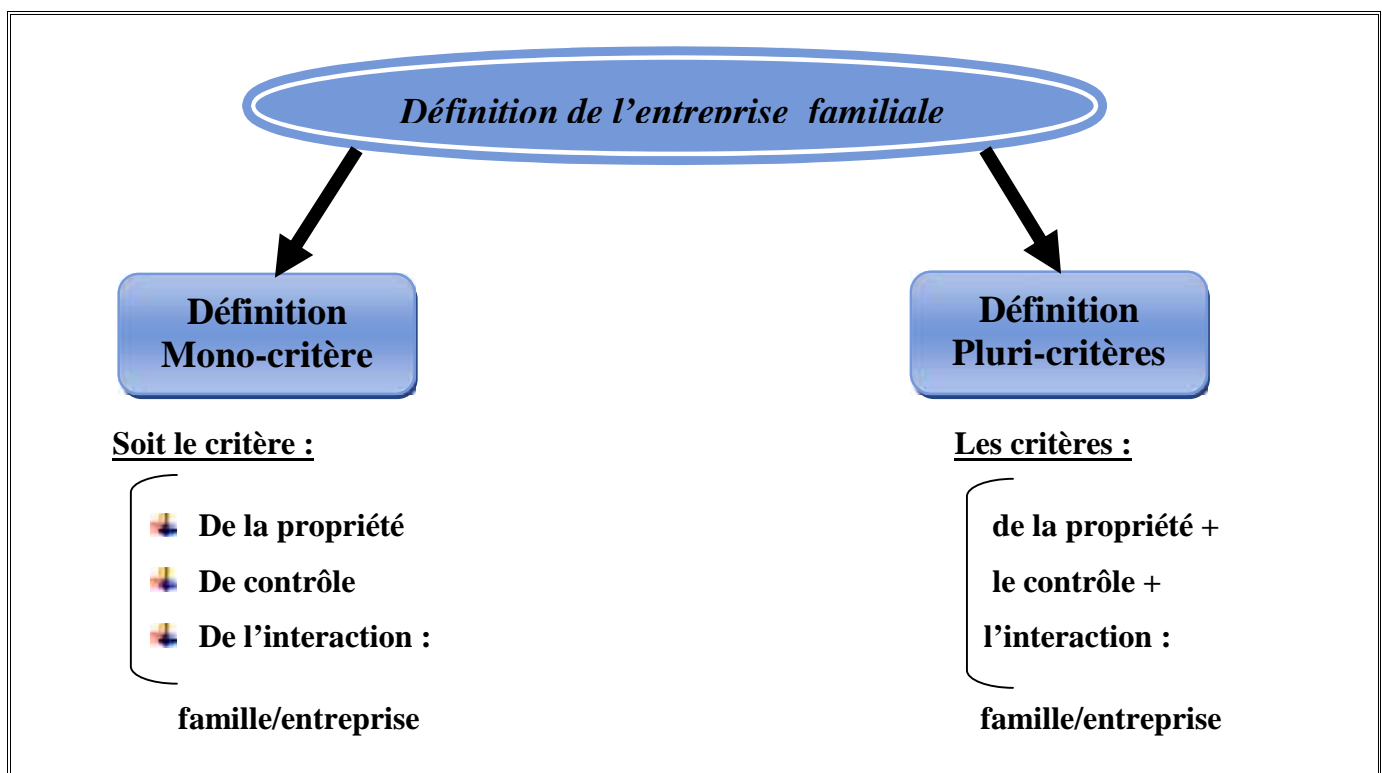 Définition de l'entreprise familiale
Définition
Mono-critère
Soit le critère :
De la propriété
De contrôle
De l'interaction :
famille/entreprise
Définition
Pluri-critères
Les critères :
de la propriété +
le contrôle +
l'interaction :
famille/entreprise